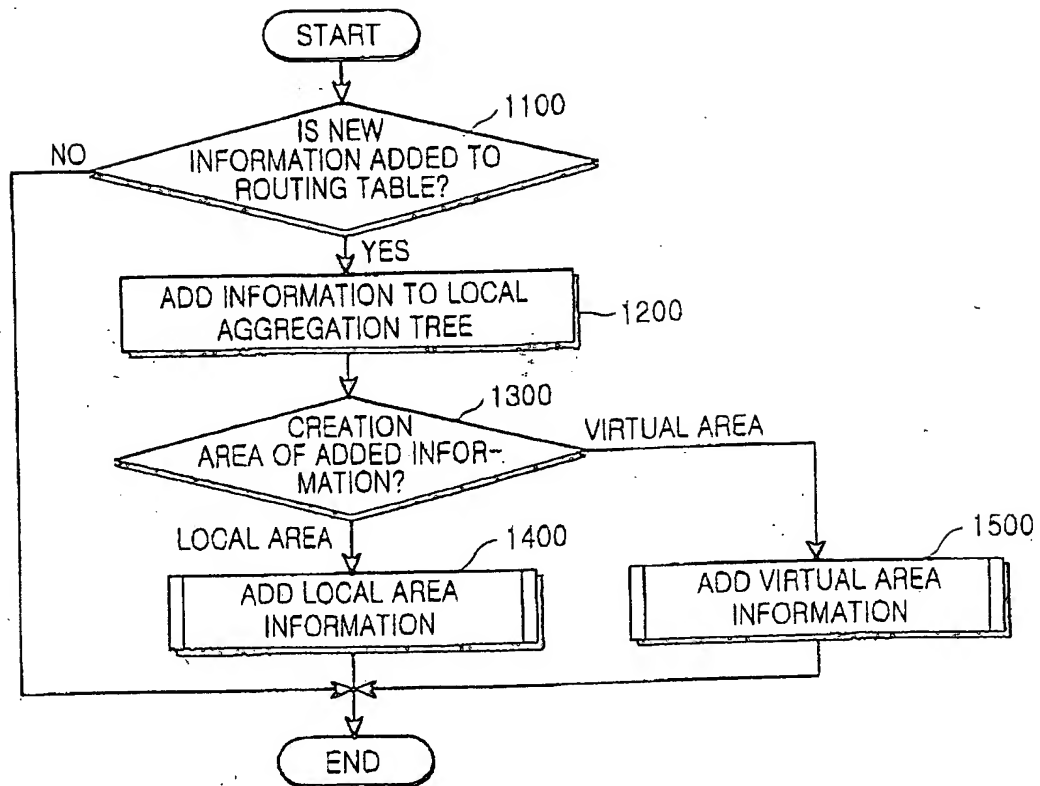 START
1100
IS NEW
INFORMATION ADDED TO
ROUTING TABLE?
NO
YES
ADD INFORMATION TO LOCAL
AGGREGATION TREE
1200
1300
CREATION
AREA OF ADDED INFOR-
MATION?
VIRTUAL AREA
LOCAL AREA
1400
ADD LOCAL AREA
INFORMATION
1500
ADD VIRTUAL AREA
INFORMATION
END